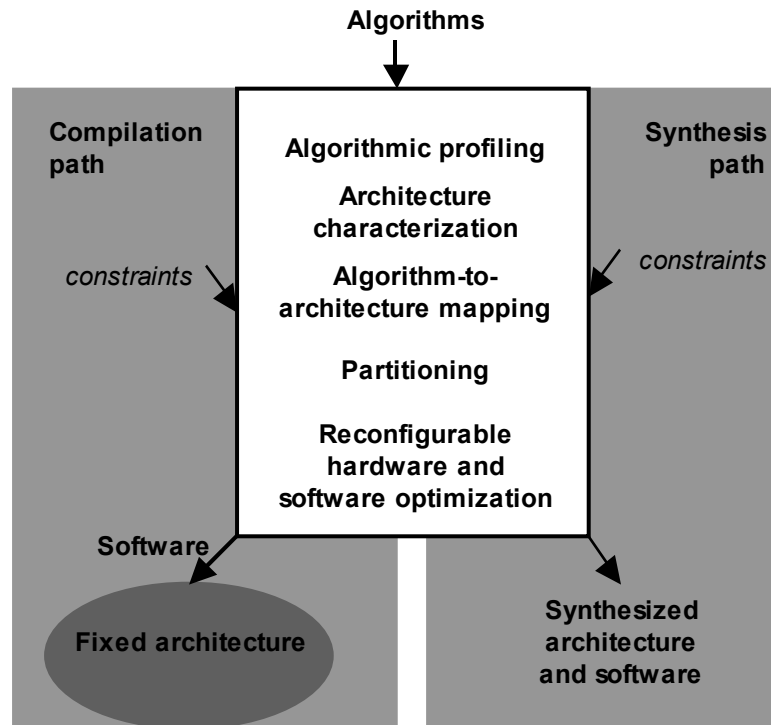 Algorithms
Compilation
path
Synthesis
path
Algorithmic profiling
Architecture
characterization
constraints
constraints
Algorithm-to-
architecture mapping
Partitioning
Reconfigurable
hardware and
software optimization
Software
Fixed architecture
Synthesized
architecture
and software